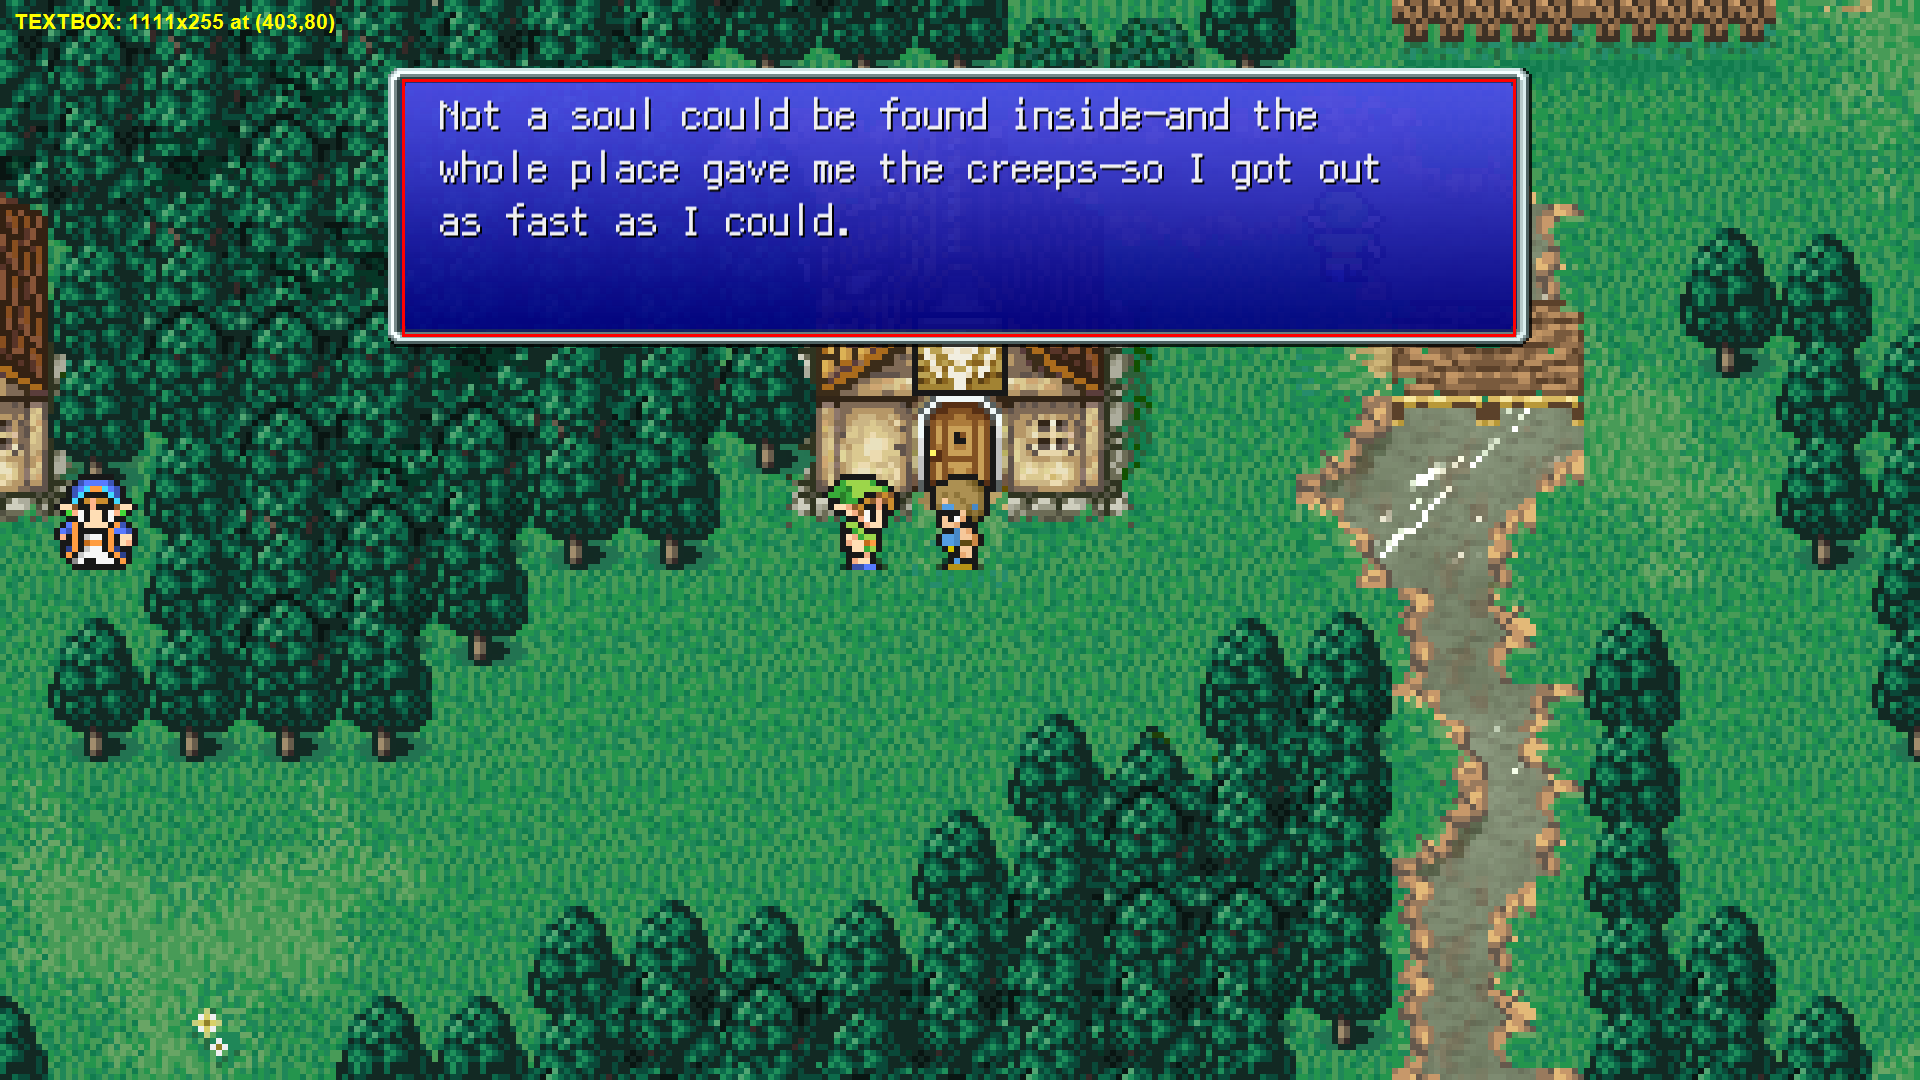 TEXTBOX: 1111x255 at (403,80)
Not a soul could be found inside—and the
whole place gave me the creeps—so I got out
as fast as I could.